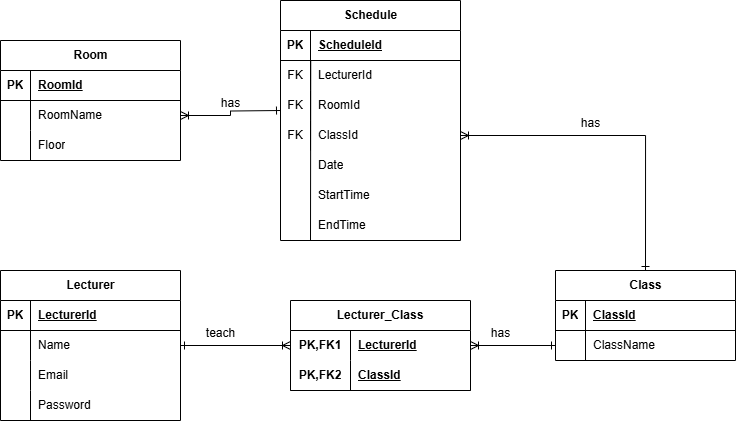 Schedule
PK ScheduleId
FK LecturerId
FK RoomId
FK ClassId
Date
StartTime
EndTime
Room
PK RoomId
RoomName
Floor
has
has
Lecturer
PK LecturerId
Name
Email
Password
teach
Lecturer_Class
PK,FK1 LecturerId
PK,FK2 ClassId
has
Class
PK ClassId
ClassName